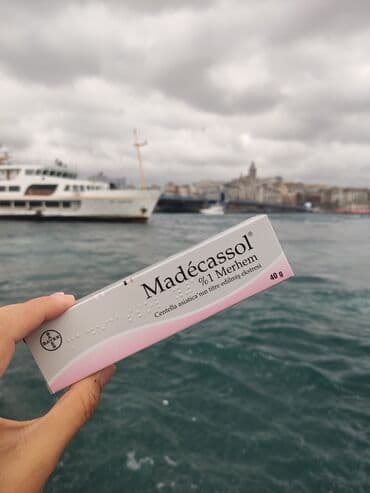 Madécassol®
%1 Merhem
Centella asiatica'nın titre edilmiş ekstresi
40 g
BAYER